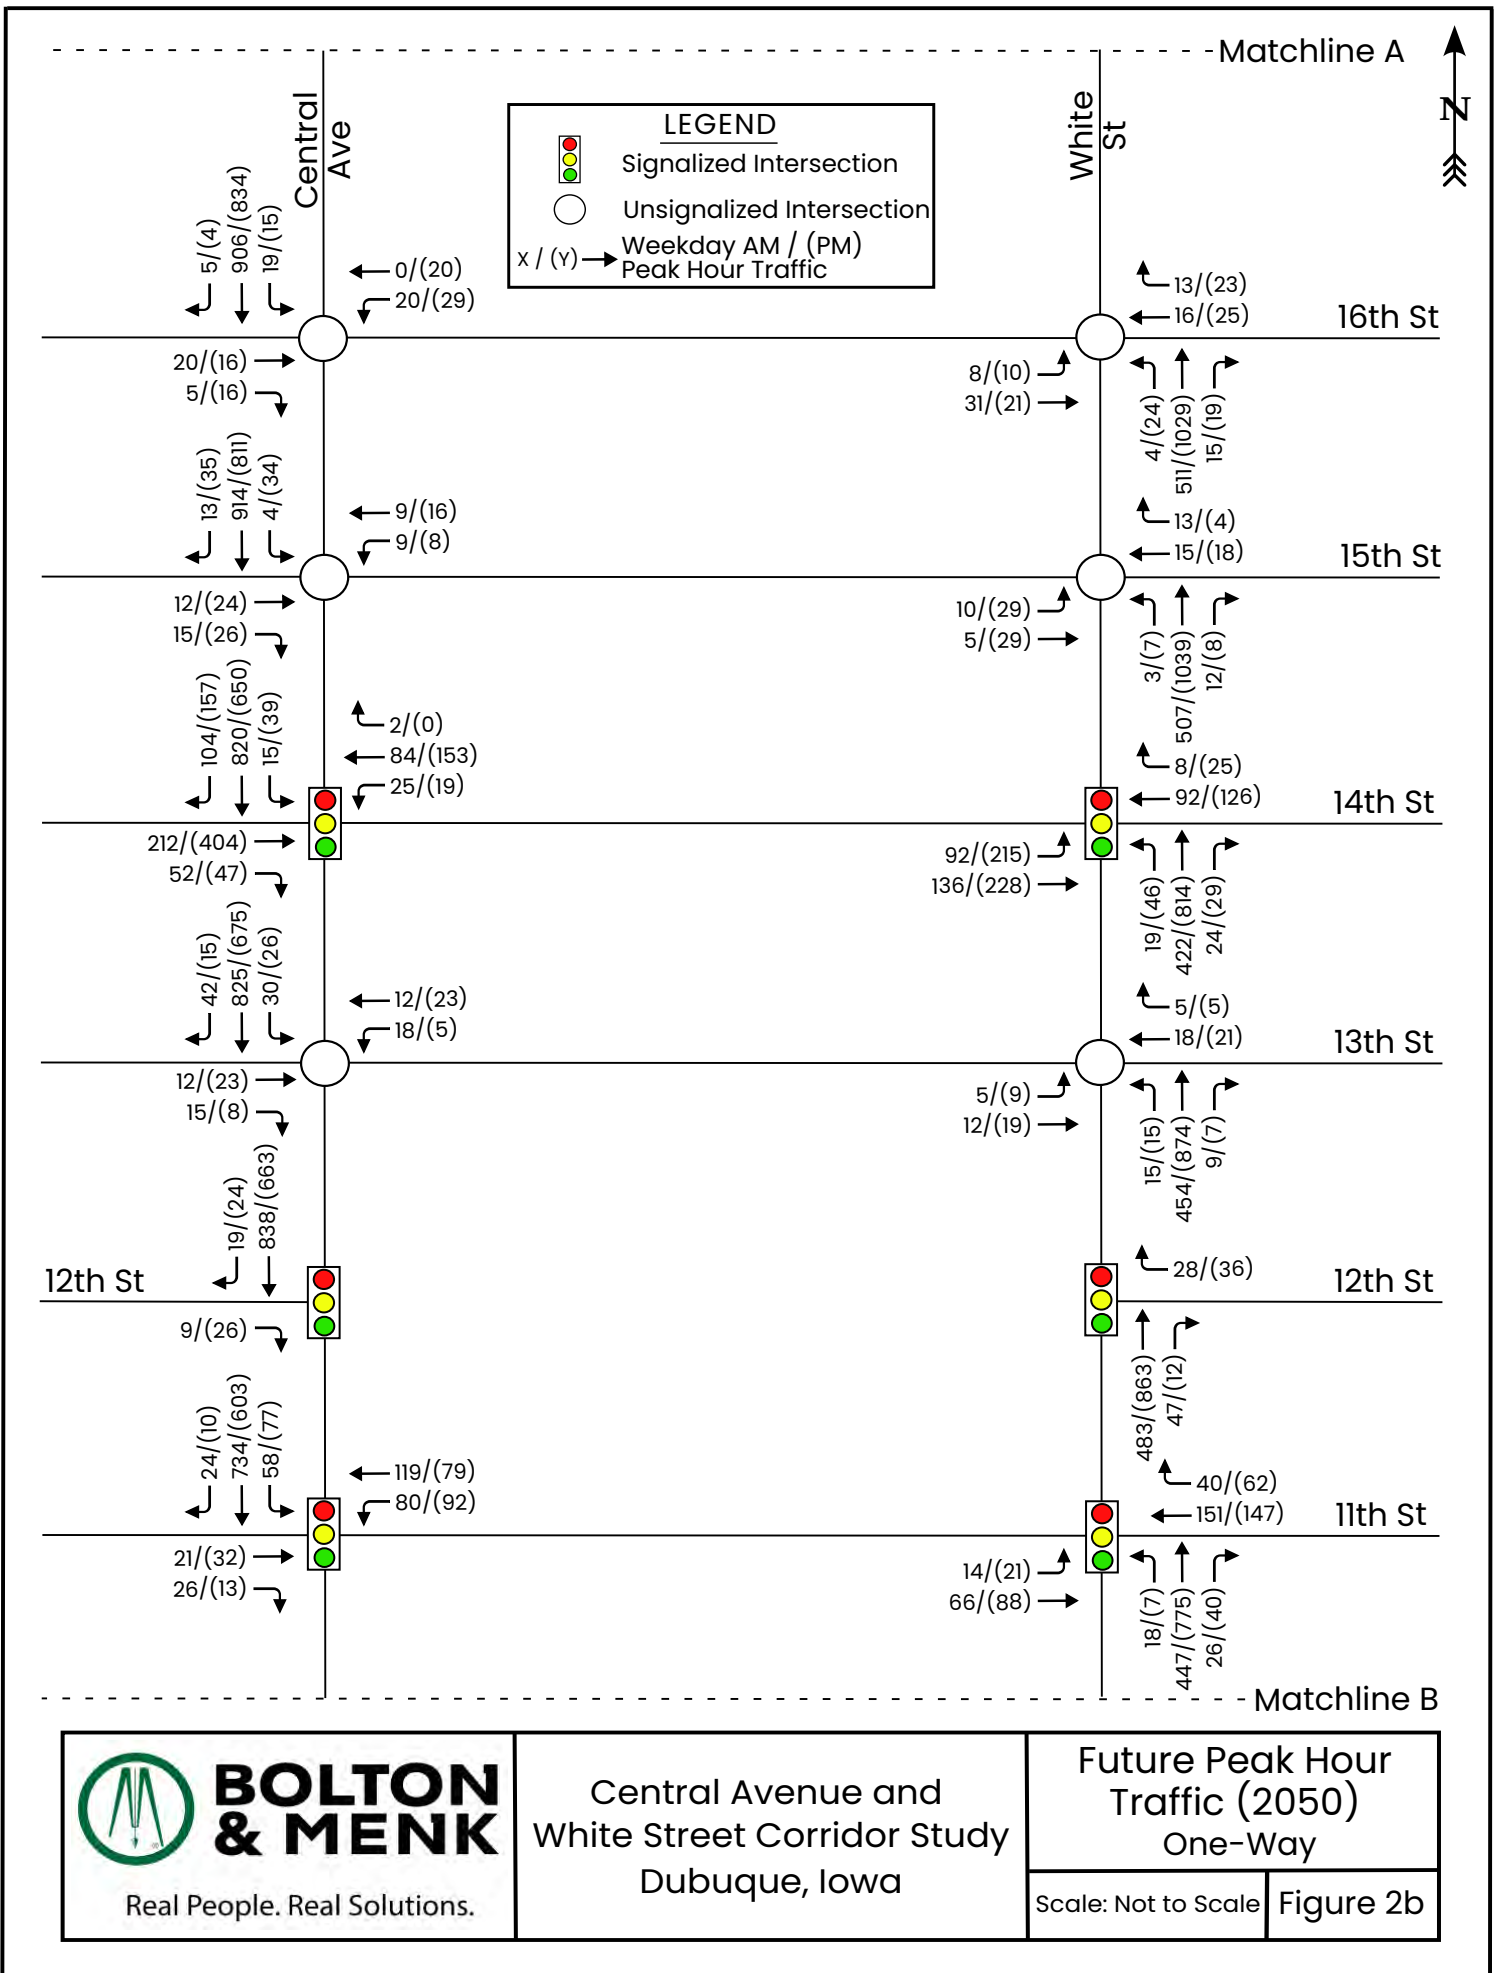 Matchline A
N
Central
Ave
White
St
LEGEND
Signalized Intersection
Unsignalized Intersection
X / (Y) Weekday AM / (PM)
Peak Hour Traffic
5/(4)
906/(834)
19/(15)
0/(20)
20/(29)
20/(16)
5/(16)
13/(23)
16/(25)
16th St
8/(10)
31/(21)
4/(24)
511/(1029)
15/(19)
13/(35)
914/(811)
4/(34)
9/(16)
9/(8)
12/(24)
15/(26)
13/(4)
15/(18)
15th St
10/(29)
5/(29)
3/(7)
507/(1039)
12/(8)
104/(157)
820/(650)
15/(39)
2/(0)
84/(153)
25/(19)
212/(404)
52/(47)
8/(25)
92/(126)
14th St
92/(215)
136/(228)
19/(46)
422/(814)
24/(29)
42/(15)
825/(675)
30/(26)
12/(23)
18/(5)
12/(23)
15/(8)
5/(5)
18/(21)
13th St
5/(9)
12/(19)
15/(15)
454/(874)
9/(7)
19/(24)
838/(663)
12th St
9/(26)
28/(36)
12th St
483/(863)
47/(12)
24/(10)
734/(603)
58/(77)
119/(79)
80/(92)
21/(32)
26/(13)
40/(62)
151/(147)
11th St
14/(21)
66/(88)
18/(7)
447/(775)
26/(40)
Matchline B
BOLTON
& MENK
Real People. Real Solutions.
Central Avenue and
White Street Corridor Study
Dubuque, Iowa
Future Peak Hour
Traffic (2050)
One-Way
Scale: Not to Scale
Figure 2b